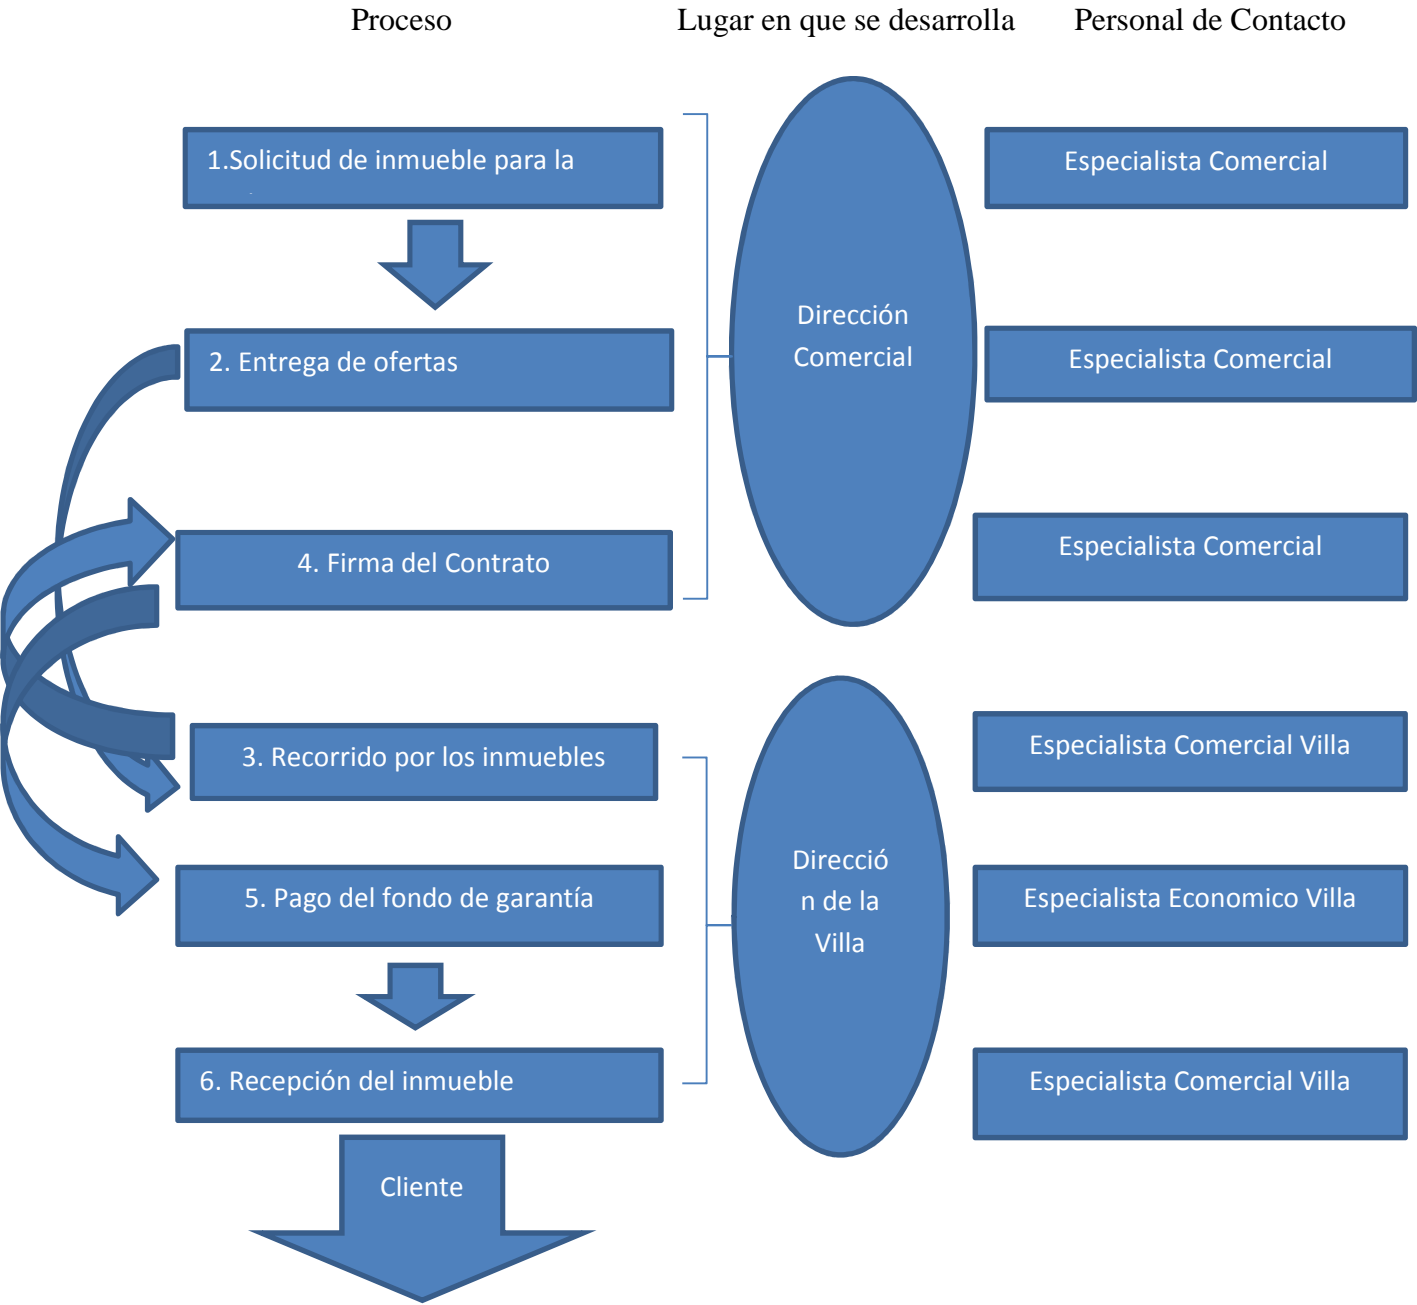 Proceso
Lugar en que se desarrolla
Personal de Contacto
1.Solicitud de inmueble para la
Especialista Comercial
Dirección
Comercial
2. Entrega de ofertas
Especialista Comercial
4. Firma del Contrato
Especialista Comercial
3. Recorrido por los inmuebles
Especialista Comercial Villa
Direcció
n de la
Villa
5. Pago del fondo de garantía
Especialista Economico Villa
6. Recepción del inmueble
Especialista Comercial Villa
Cliente